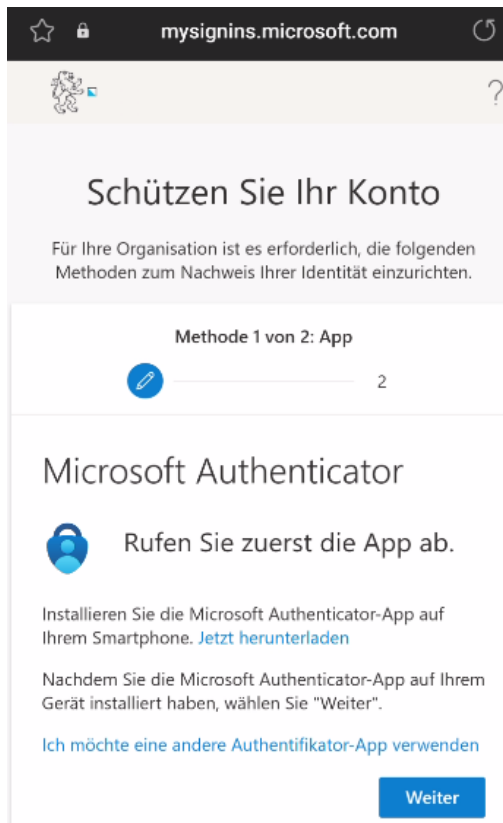 mysignins.microsoft.com
?
Schützen Sie Ihr Konto
Für Ihre Organisation ist es erforderlich, die folgenden
Methoden zum Nachweis Ihrer Identität einzurichten.
Methode 1 von 2: App
2
Microsoft Authenticator
Rufen Sie zuerst die App ab.
Installieren Sie die Microsoft Authenticator-App auf
Ihrem Smartphone. Jetzt herunterladen
Nachdem Sie die Microsoft Authenticator-App auf Ihrem
Gerät installiert haben, wählen Sie "Weiter".
Ich möchte eine andere Authentifikator-App verwenden
Weiter